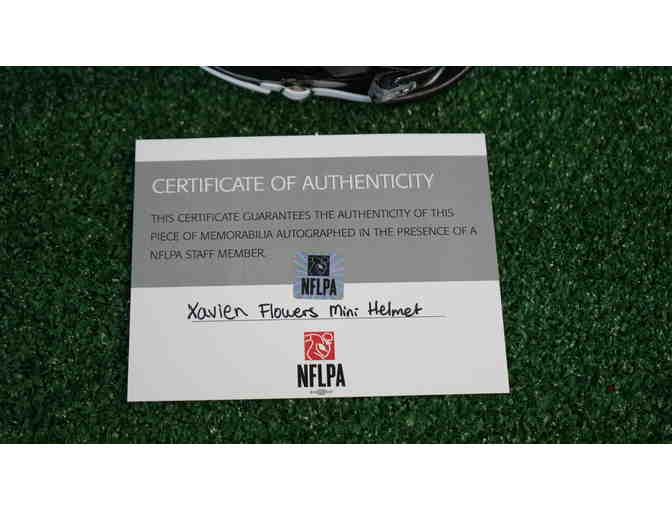 CERTIFICATE OF AUTHENTICITY
THIS CERTIFICATE GUARANTEES THE AUTHENTICITY OF THIS
PIECE OF MEMORABILIA AUTOGRAPHED IN THE PRESENCE OF A
NFLPA STAFF MEMBER.
NFLPA
Xavien Flowers Mini Helmet
NFLPA